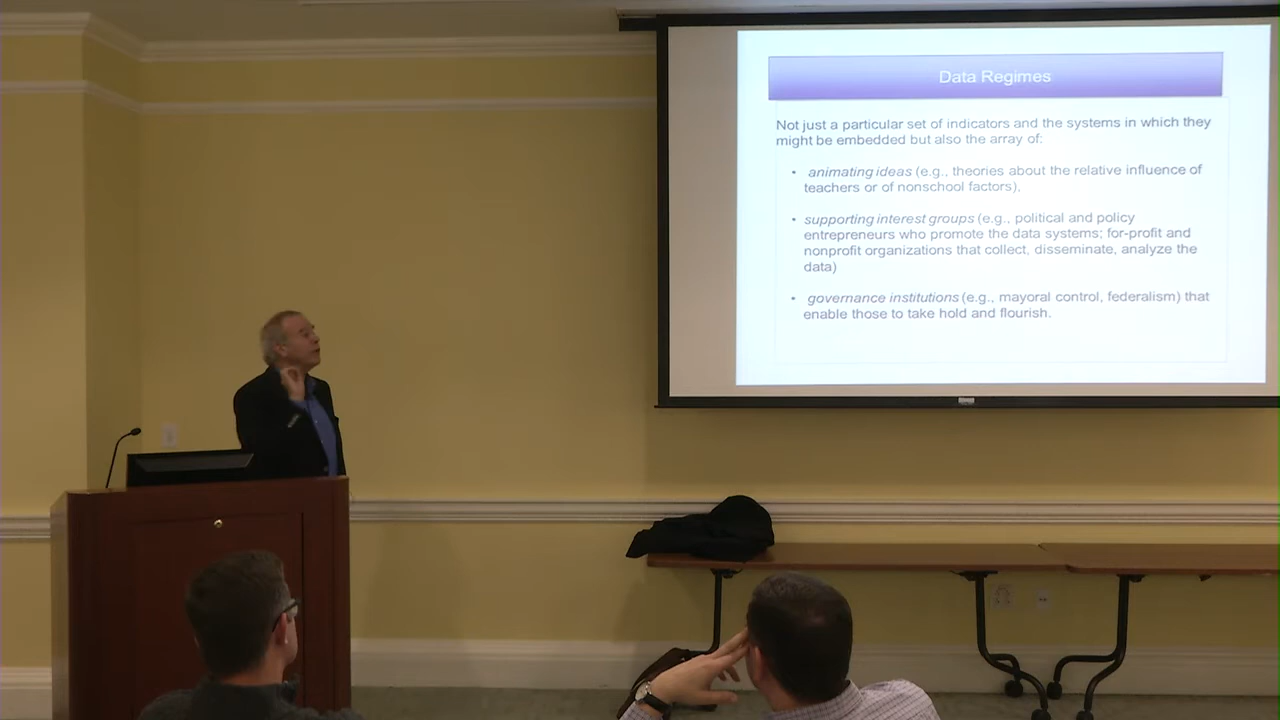 Data Regimes
Not just a particular set of indicators and the systems in which they
might be embedded but also the array of:
• animating ideas (e.g., theories about the relative influence of
teachers or of nonschool factors),
• supporting interest groups (e.g., political and policy
entrepreneurs who promote the data systems; for-profit and
nonprofit organizations that collect, disseminate, analyze the
data)
• governance institutions (e.g., mayoral control, federalism) that
enable those to take hold and flourish.